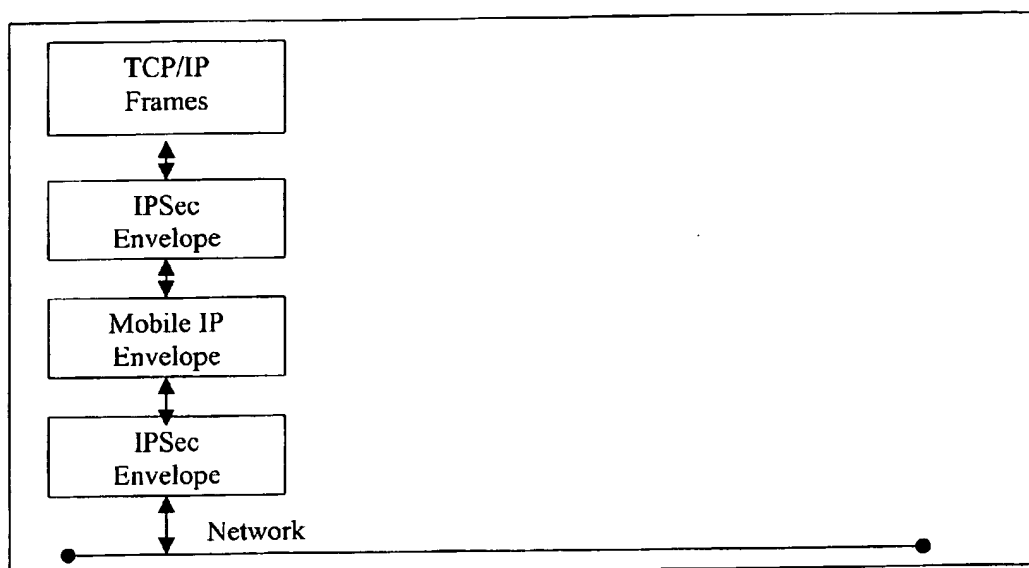 TCP/IP
Frames
IPSec
Envelope
Mobile IP
Envelope
IPSec
Envelope
Network